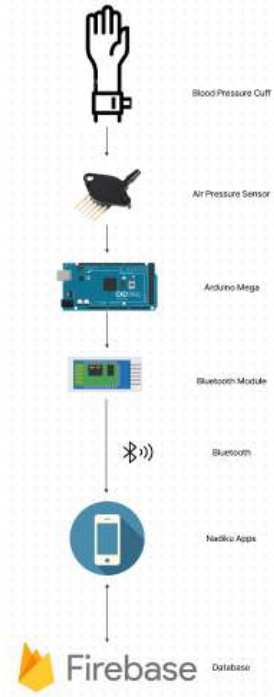 Blood Pressure Cuff
Air Pressure Sensor
Arduino Mega
Bluetooth Module
Bluetooth
Nadiku Apps
Firebase
Database